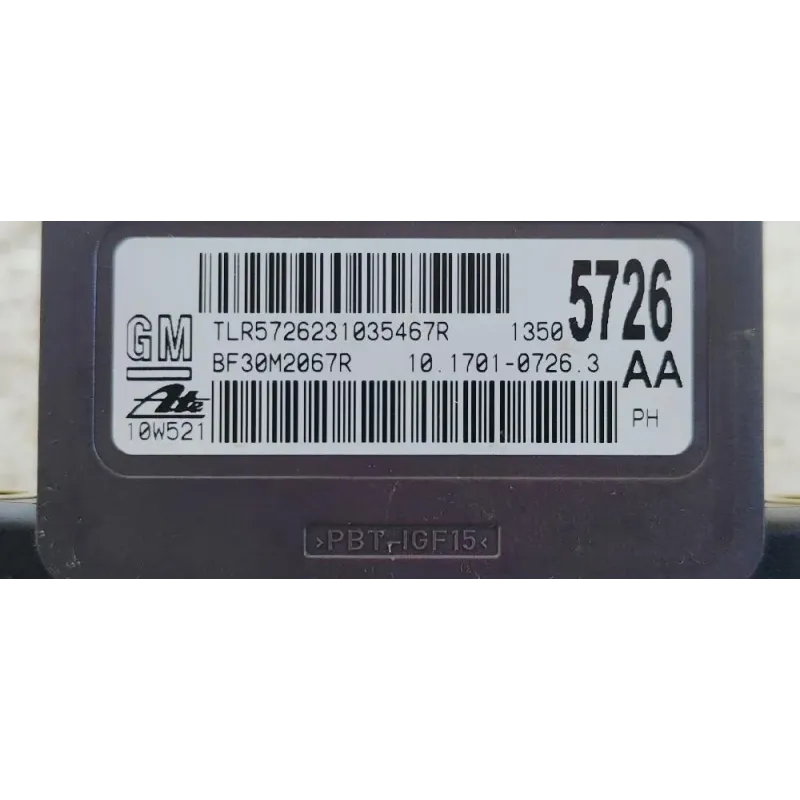 GM
TLR5726231035467R 1350 5726
BF30M2067R 10.1701-0726.3 AA
Ate
10W521 PH
>PBT-IGF15<